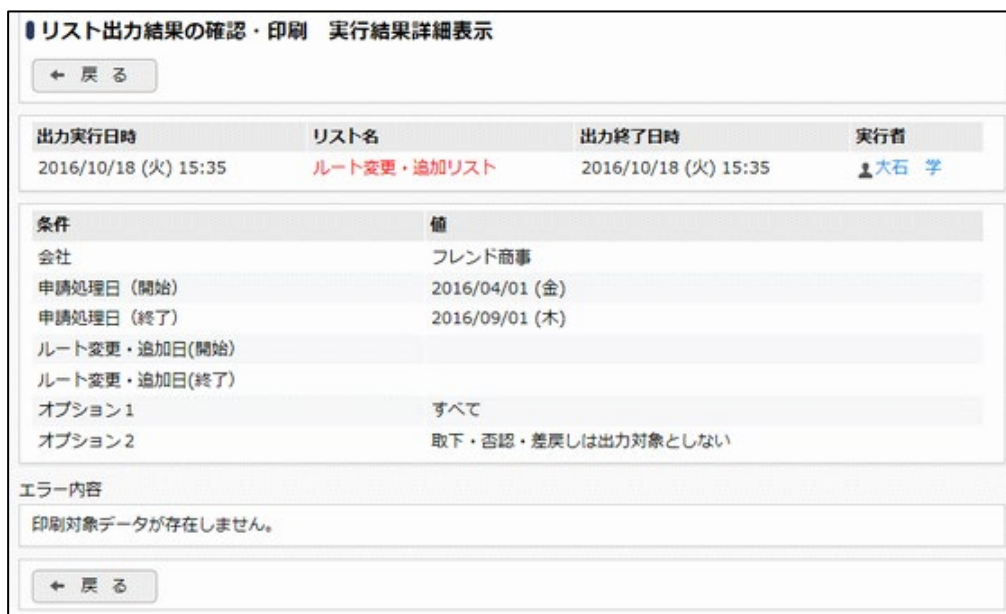 リスト出力結果の確認・印刷　実行結果詳細表示
← 戻 る
出力実行日時 リスト名 出力終了日時 実行者
2016/10/18 (火) 15:35 ルート変更・追加リスト 2016/10/18 (火) 15:35 大石　学
条件 値
会社 フレンド商事
申請処理日（開始） 2016/04/01 (金)
申請処理日（終了） 2016/09/01 (木)
ルート変更・追加日(開始)
ルート変更・追加日(終了)
オプション1 すべて
オプション2 取下・否認・差戻しは出力対象としない
エラー内容
印刷対象データが存在しません。
← 戻 る